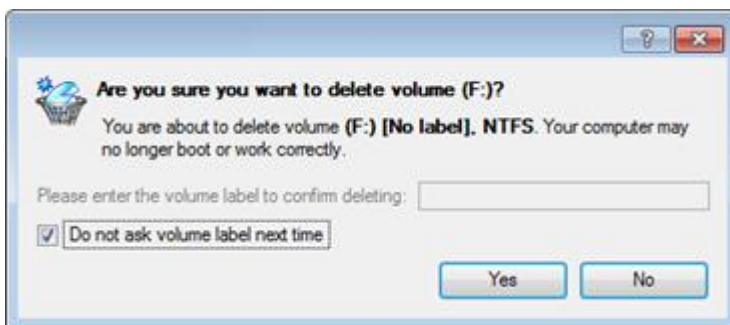 Are you sure you want to delete volume (F:)?
You are about to delete volume (F:) [No label], NTFS. Your computer may
no longer boot or work correctly.
Please enter the volume label to confirm deleting:
Do not ask volume label next time
Yes
No